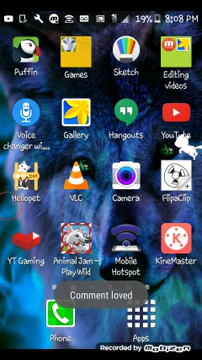 19% 8:08 PM
Puffin
Games
Sketch
Editing
videos
Voice
changer wi...
Gallery
Hangouts
YouTube
Hellopet
VLC
Camera
FlipaClip
YT Gaming
Animal Jam -
Play Wild
Mobile
Hotspot
KineMaster
Comment loved
Phone
Apps
Recorded by Mobizen